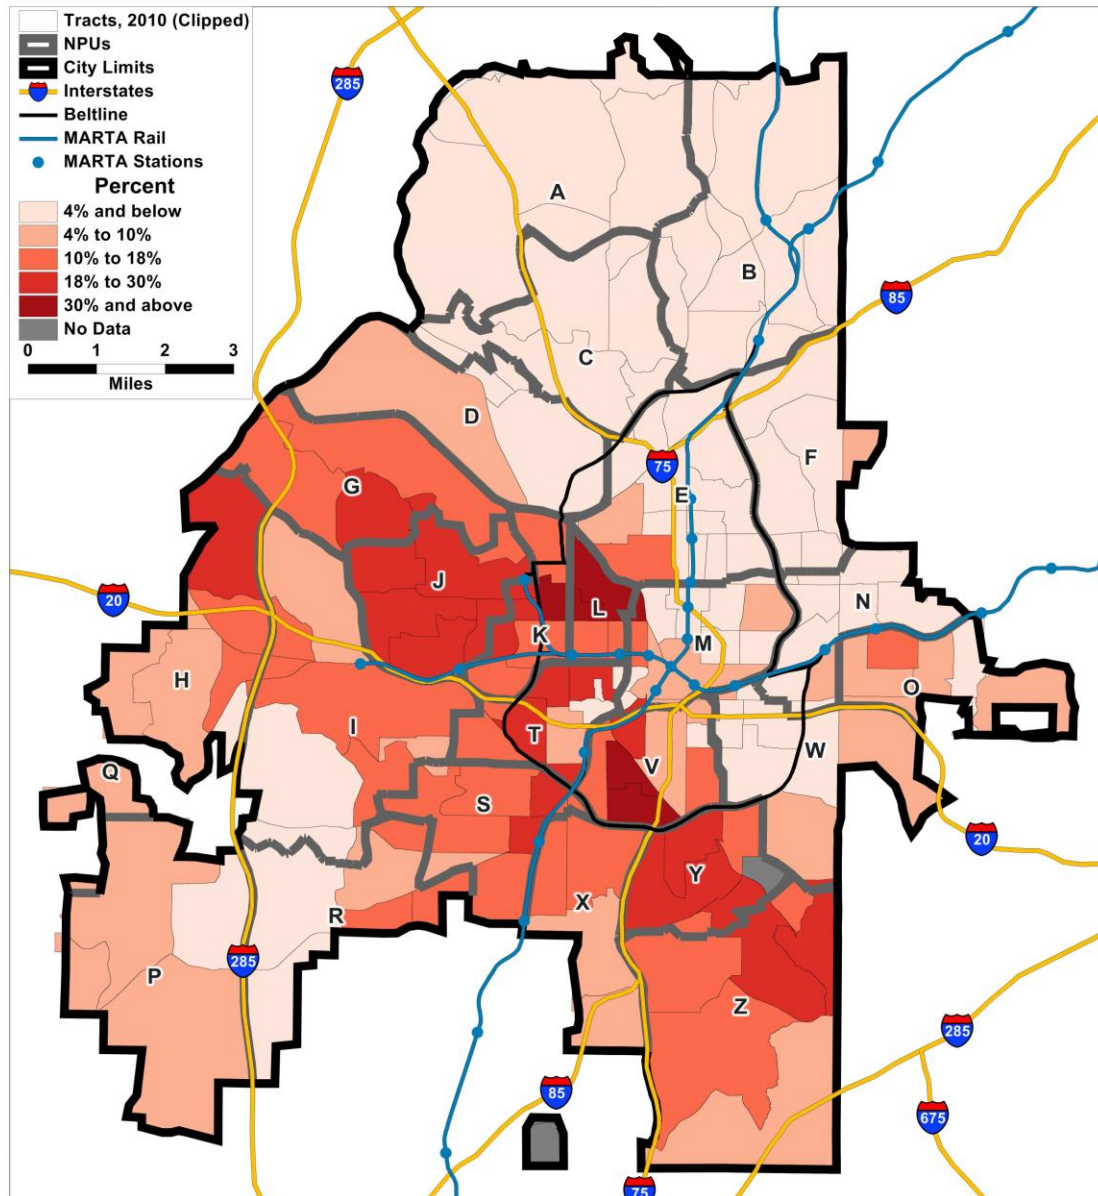 Tracts, 2010 (Clipped)
NPUs
City Limits
Interstates
Beltline
MARTA Rail
MARTA Stations
Percent
4% and below
4% to 10%
10% to 18%
18% to 30%
30% and above
No Data
0 1 2 3
Miles
285
A
B
85
C
D
F
75
G
E
J
20
L
N
K
M
H
O
I
T
W
V
Q
S
20
Y
X
R
285
P
Z
285
85
675
75